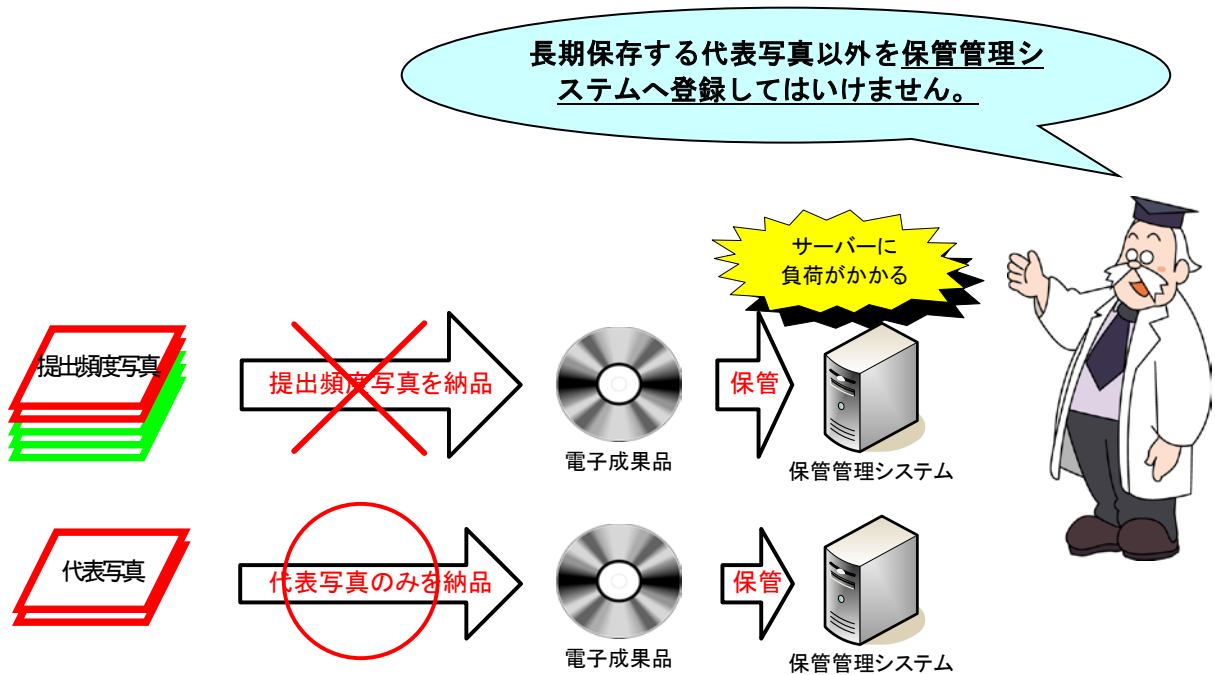 長期保存する代表写真以外を保管管理シ
ステムへ登録してはいけません。
サーバーに
負荷がかかる
提出頻度写真
提出頻度写真を納品
保管
電子成果品
保管管理システム
代表写真
代表写真のみを納品
保管
電子成果品
保管管理システム